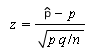 z = (p̂ − p) / √(p q/n)